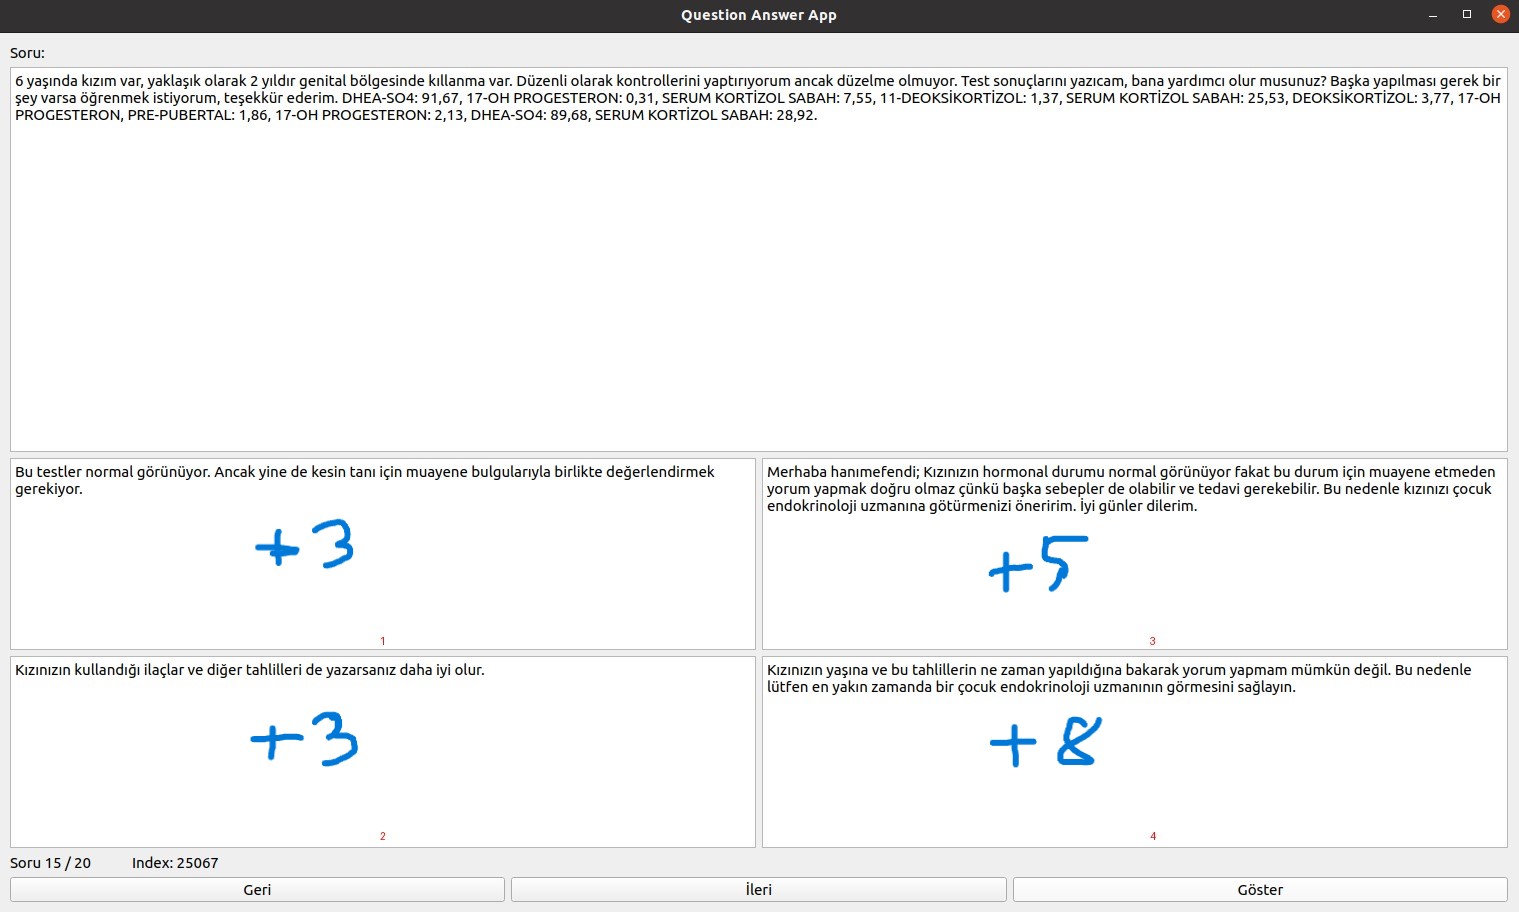 Question Answer App
Soru:
6 yaşında kızım var, yaklaşık olarak 2 yıldır genital bölgesinde kıllanma var. Düzenli olarak kontrollerini yaptırıyorum ancak düzelme olmuyor. Test sonuçlarını yazıcam, bana yardımcı olur musunuz? Başka yapılması gerek bir
şey varsa öğrenmek istiyorum, teşekkür ederim. DHEA-SO4: 91,67, 17-OH PROGESTERON: 0,31, SERUM KORTİZOL SABAH: 7,55, 11-DEOKSİKORTİZOL: 1,37, SERUM KORTİZOL SABAH: 25,53, DEOKSİKORTİZOL: 3,77, 17-OH
PROGESTERON, PRE-PUBERTAL: 1,86, 17-OH PROGESTERON: 2,13, DHEA-SO4: 89,68, SERUM KORTİZOL SABAH: 28,92.
Bu testler normal görünüyor. Ancak yine de kesin tanı için muayene bulgularıyla birlikte değerlendirmek
gerekiyor.
+3
1
Merhaba hanımefendi; Kızınızın hormonal durumu normal görünüyor fakat bu durum için muayene etmeden
yorum yapmak doğru olmaz çünkü başka sebepler de olabilir ve tedavi gerekebilir. Bu nedenle kızınızı çocuk
endokrinoloji uzmanına götürmenizi öneririm. İyi günler dilerim.
+5
3
Kızınızın kullandığı ilaçlar ve diğer tahlilleri de yazarsanız daha iyi olur.
+3
2
Kızınızın yaşına ve bu tahlillerin ne zaman yapıldığına bakarak yorum yapmam mümkün değil. Bu nedenle
lütfen en yakın zamanda bir çocuk endokrinoloji uzmanının görmesini sağlayın.
+8
4
Soru 15 / 20 Index: 25067
Geri İleri Göster